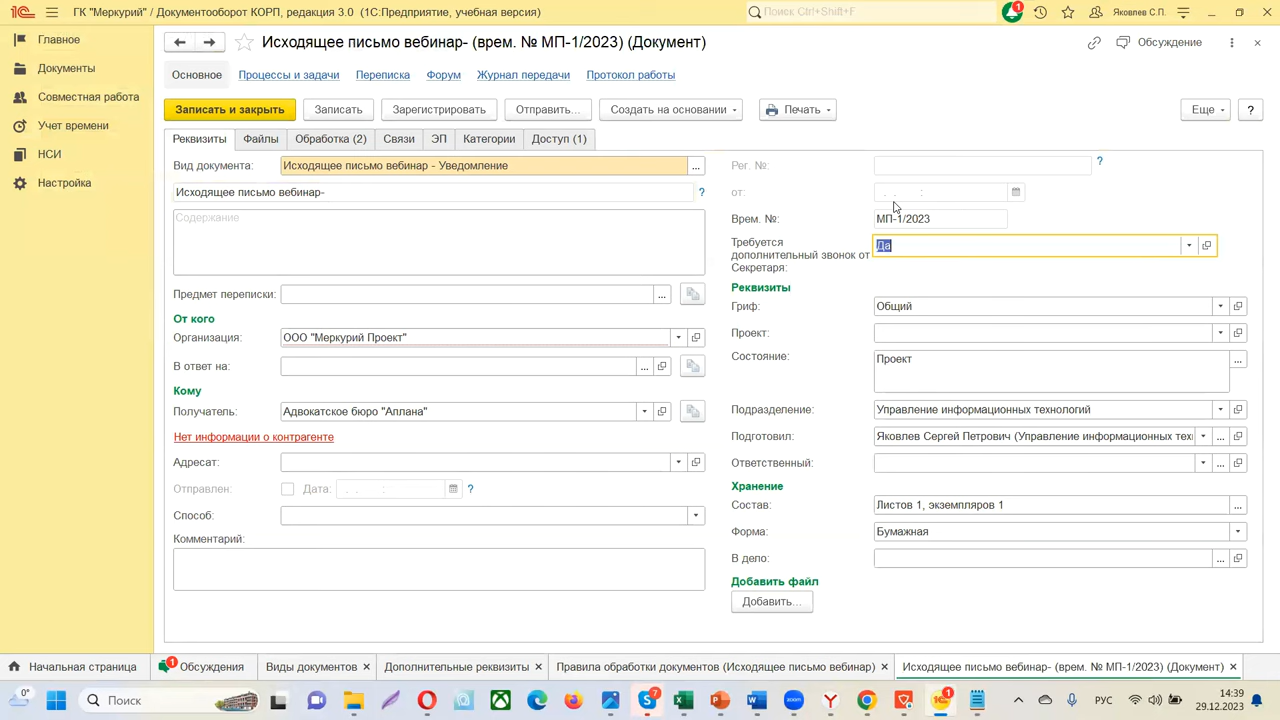 ГК "Меркурий" / Документооборот КОРП, редакция 3.0 (1С:Предприятие, учебная версия)
Поиск Ctrl+Shift+F
1
Яковлев С.П.
Главное
Документы
Совместная работа
Учет времени
НСИ
Настройка
Исходящее письмо вебинар- (врем. № МП-1/2023) (Документ)
Обсуждение
Основное
Процессы и задачи
Переписка
Форум
Журнал передачи
Протокол работы
Записать и закрыть
Записать
Зарегистрировать
Отправить...
Создать на основании
Печать
Еще
?
Реквизиты
Файлы
Обработка (2)
Связи
ЭП
Категории
Доступ (1)
Вид документа:
Исходящее письмо вебинар - Уведомление
...
Исходящее письмо вебинар-
?
Содержание
Предмет переписки:
...
От кого
Организация:
ООО "Меркурий Проект"
В ответ на:
...
Кому
Получатель:
Адвокатское бюро "Аплана"
Нет информации о контрагенте
Адресат:
Отправлен:
Дата:
. . :
?
Способ:
Комментарий:
Рег. №:
?
от:
. . :
Врем. №:
МП-1/2023
Требуется
дополнительный звонок от
Секретаря:
Да
Реквизиты
Гриф:
Общий
Проект:
Состояние:
Проект
...
Подразделение:
Управление информационных технологий
Подготовил:
Яковлев Сергей Петрович (Управление информационных тех
...
Ответственный:
...
Хранение
Состав:
Листов 1, экземпляров 1
...
Форма:
Бумажная
В дело:
...
Добавить файл
Добавить...
Начальная страница
1
Обсуждения
Виды документов
Дополнительные реквизиты
Правила обработки документов (Исходящее письмо вебинар)
Исходящее письмо вебинар- (врем. № МП-1/2023) (Документ)
0°
Поиск
7
zoom
1
РУС
14:39
29.12.2023